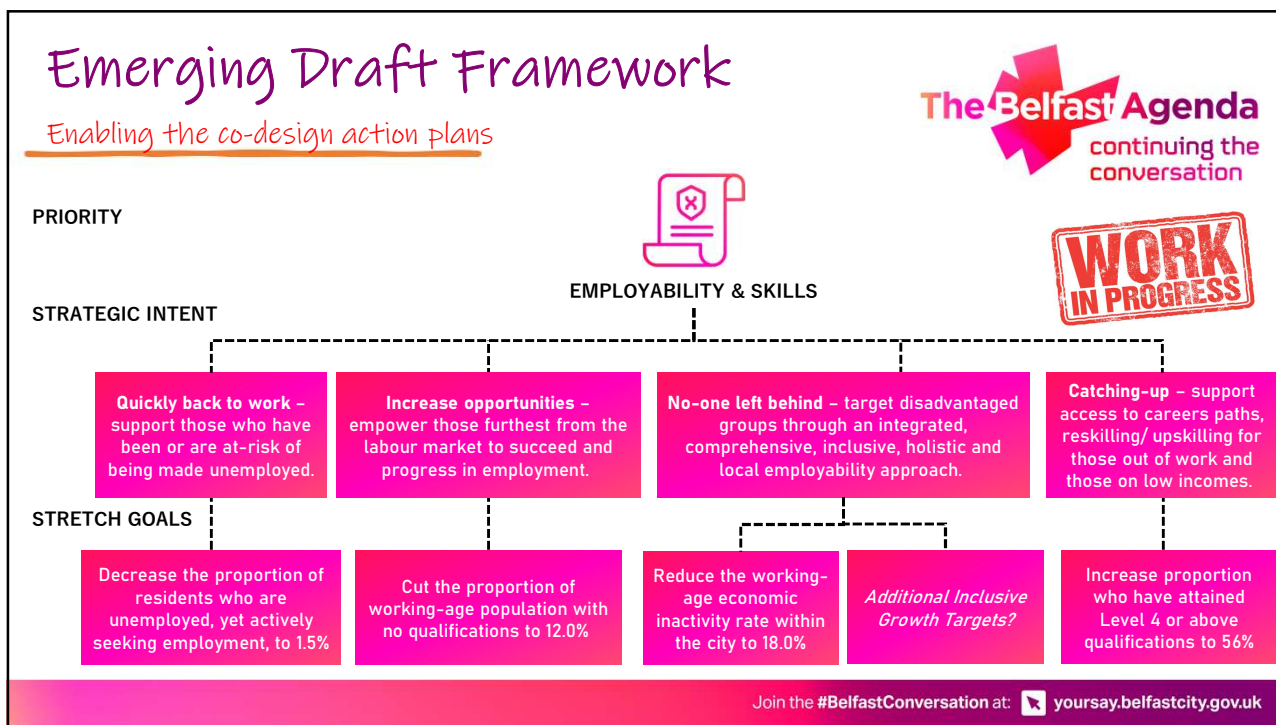 Emerging Draft Framework
Enabling the co-design action plans
The Belfast Agenda
continuing the
conversation
PRIORITY
WORK
IN PROGRESS
EMPLOYABILITY & SKILLS
STRATEGIC INTENT
Quickly back to work –
support those who have
been or are at-risk of
being made unemployed.
Increase opportunities –
empower those furthest from the
labour market to succeed and
progress in employment.
No-one left behind – target disadvantaged
groups through an integrated,
comprehensive, inclusive, holistic and
local employability approach.
Catching-up – support
access to careers paths,
reskilling/ upskilling for
those out of work and
those on low incomes.
STRETCH GOALS
Decrease the proportion of
residents who are
unemployed, yet actively
seeking employment, to 1.5%
Cut the proportion of
working-age population with
no qualifications to 12.0%
Reduce the working-
age economic
inactivity rate within
the city to 18.0%
Additional Inclusive
Growth Targets?
Increase proportion
who have attained
Level 4 or above
qualifications to 56%
Join the #BelfastConversation at: yoursay.belfastcity.gov.uk